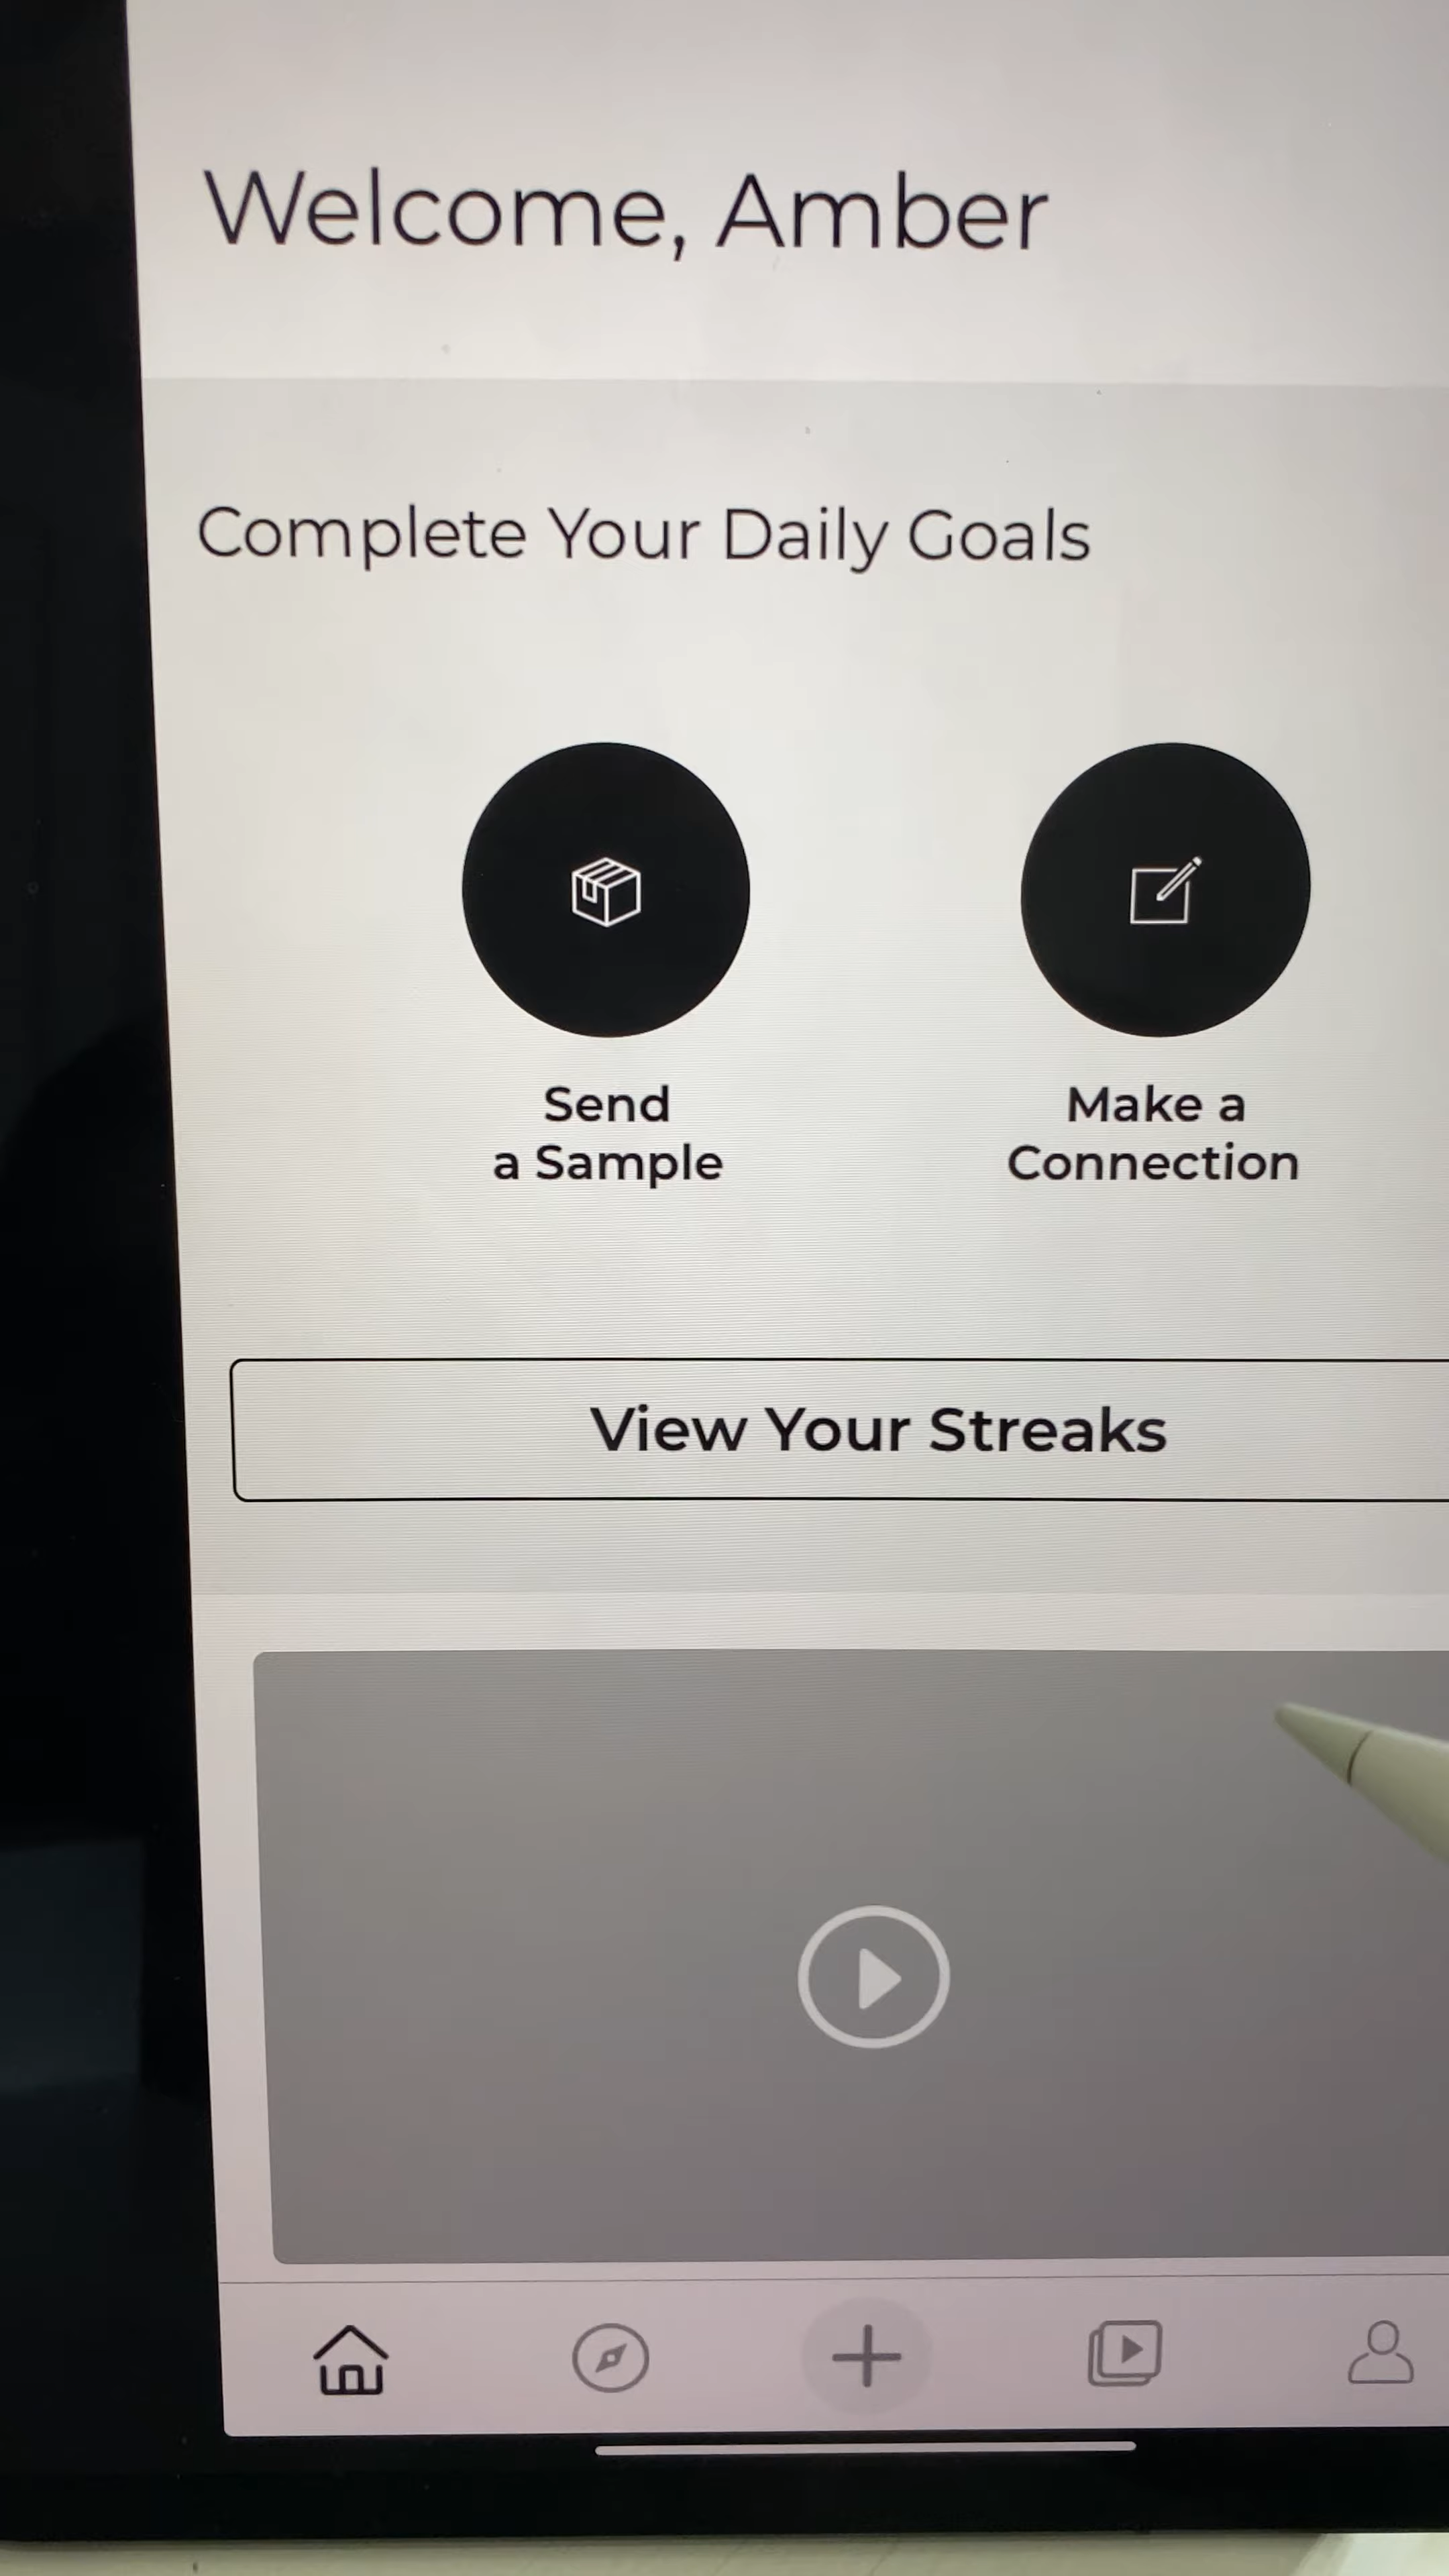 Welcome, Amber
Complete Your Daily Goals
Send
a Sample
Make a
Connection
View Your Streaks